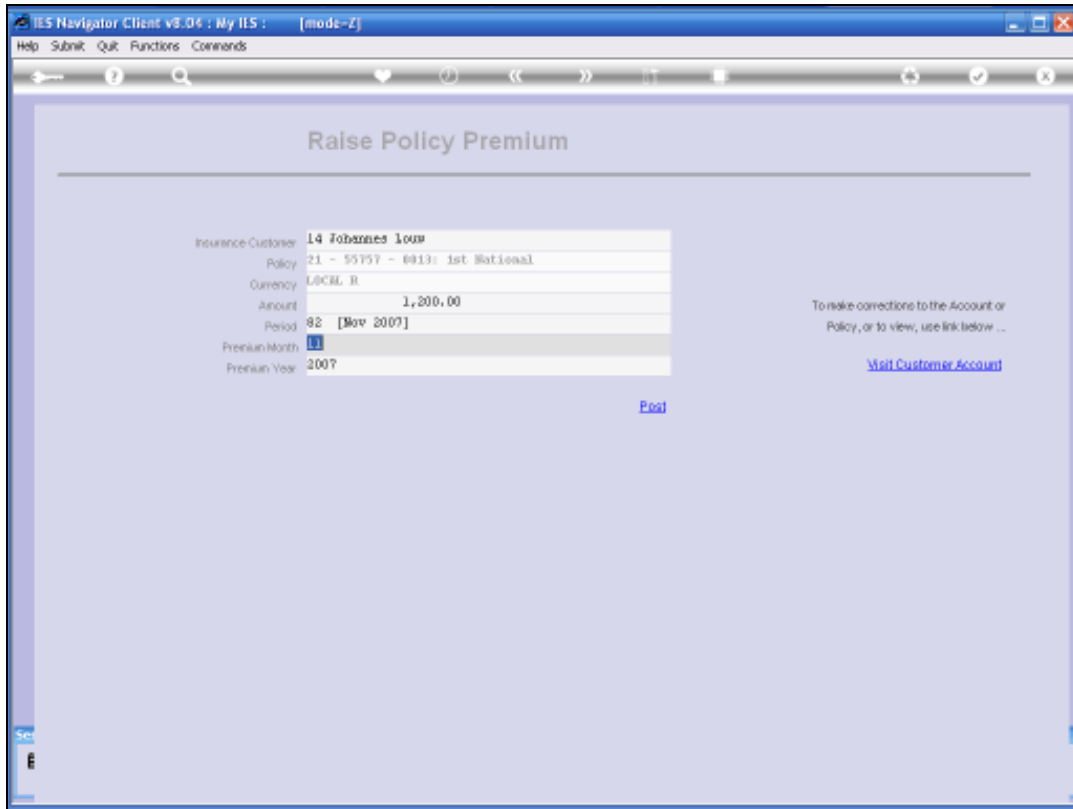 IES Navigator Client v8.04 : My IES : [mode=Z]
Help Submit Quit Functions Commands
Raise Policy Premium
Insurance Customer 14 Johannes Louw
Policy 21 - 55757 - 0013: 1st National
Currency LOCAL R
Amount 1,200.00
Period 82 [Nov 2007]
Premium Month 11
Premium Year 2007
To make corrections to the Account or
Policy, or to view, use link below ...
Visit Customer Account
Post